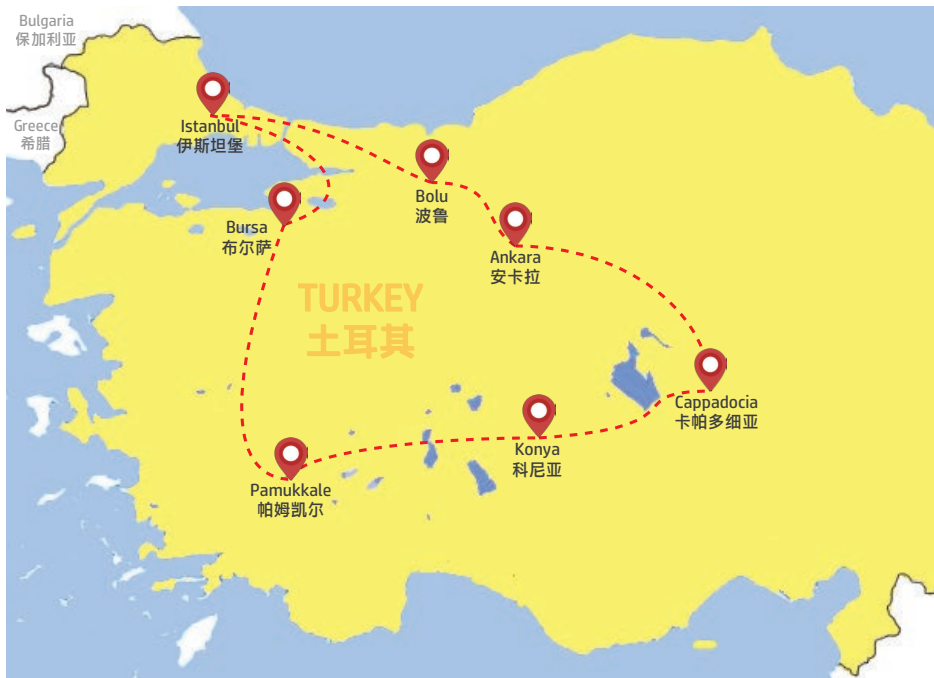 Bulgaria
保加利亚
Greece
希腊
Istanbul
伊斯坦堡
Bolu
波鲁
Bursa
布尔萨
Ankara
安卡拉
TURKEY
土耳其
Cappadocia
卡帕多细亚
Konya
科尼亚
Pamukkale
帕姆凯尔